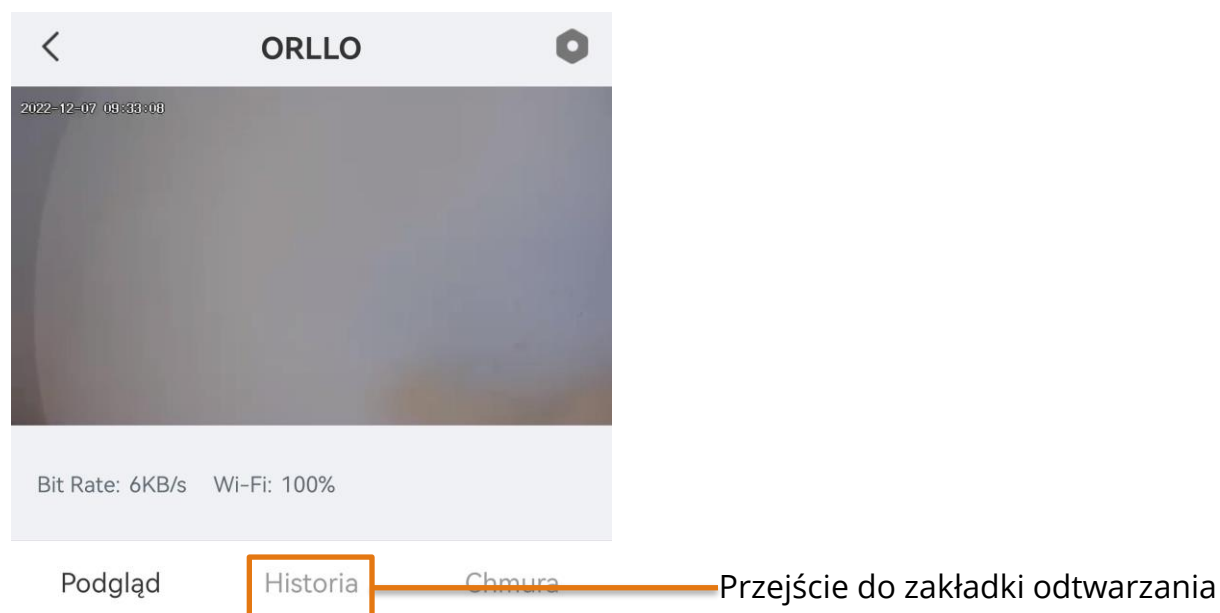 ORLLO
2022-12-07 09:33:08
Bit Rate: 6KB/s Wi-Fi: 100%
Podgląd Historia Chmura Przejście do zakładki odtwarzania